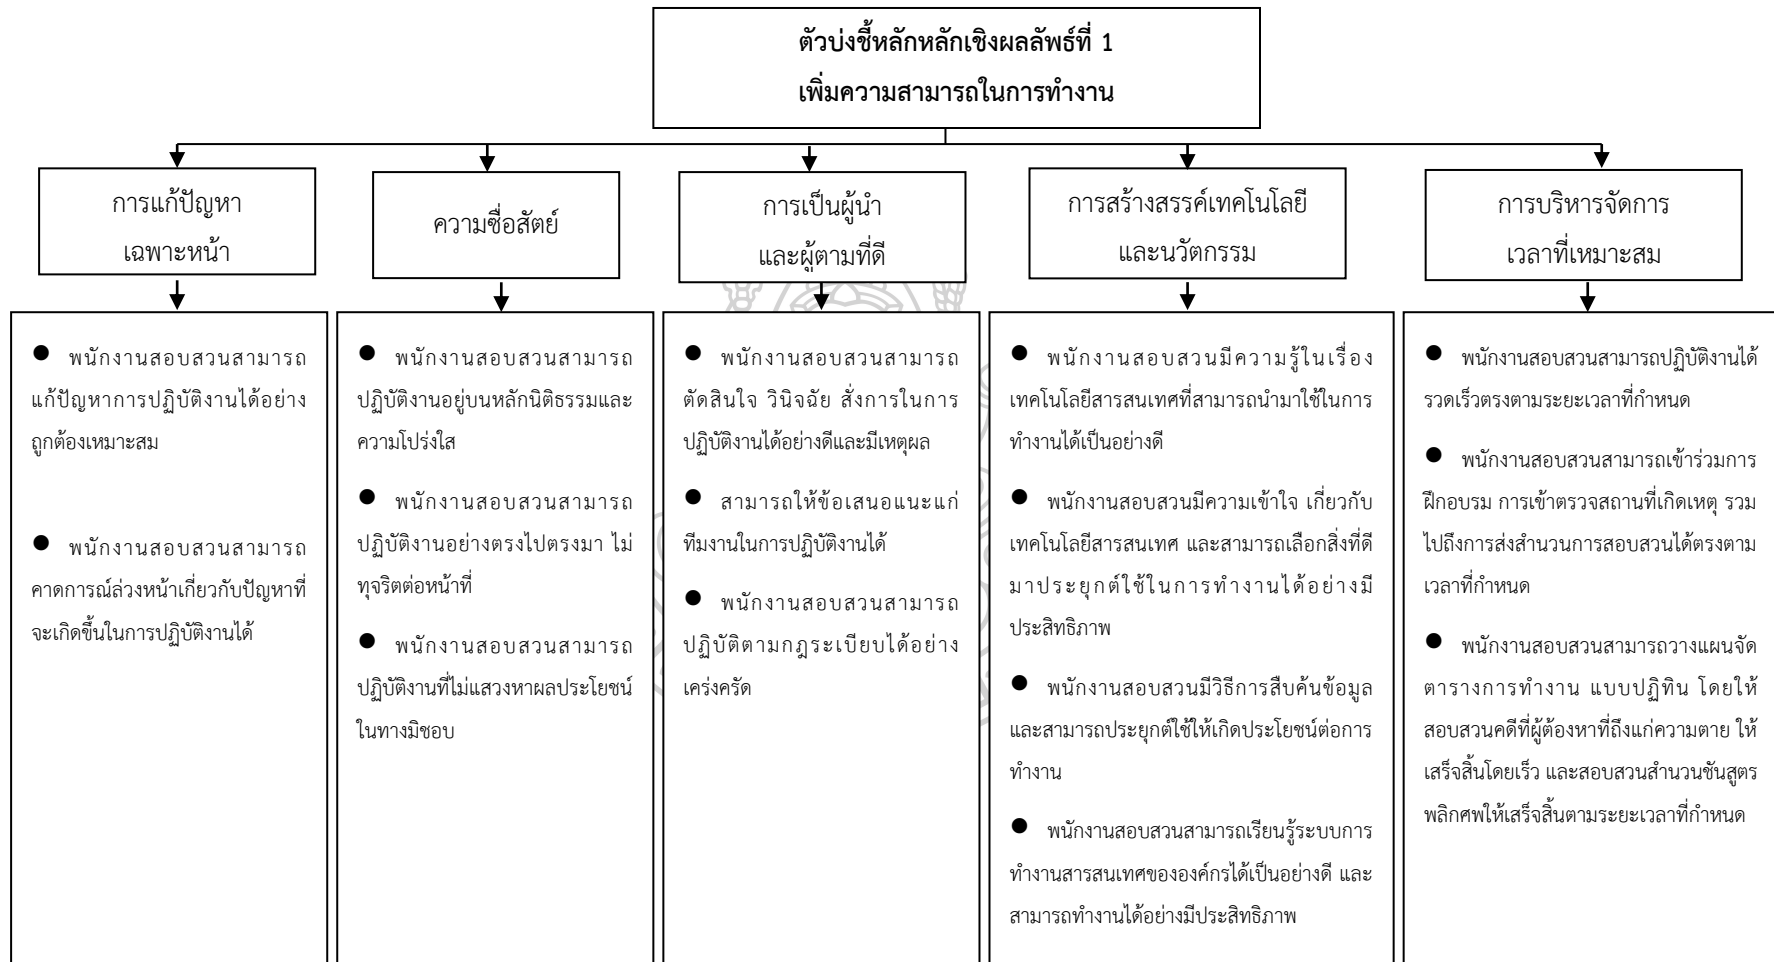 ตัวบ่งชี้หลักหลักเชิงผลลัพธ์ที่ 1
เพิ่มความสามารถในการทำงาน
การแก้ปัญหา
เฉพาะหน้า
ความซื่อสัตย์
การเป็นผู้นำ
และผู้ตามที่ดี
การสร้างสรรค์เทคโนโลยี
และนวัตกรรม
การบริหารจัดการ
เวลาที่เหมาะสม
● พนักงานสอบสวนสามารถ
แก้ปัญหาการปฏิบัติงานได้อย่าง
ถูกต้องเหมาะสม
● พนักงานสอบสวนสามารถ
คาดการณ์ล่วงหน้าเกี่ยวกับปัญหาที่
จะเกิดขึ้นในการปฏิบัติงานได้
● พนักงานสอบสวนสามารถ
ปฏิบัติงานอยู่บนหลักนิติธรรมและ
ความโปร่งใส
● พนักงานสอบสวนสามารถ
ปฏิบัติงานอย่างตรงไปตรงมา ไม่
ทุจริตต่อหน้าที่
● พนักงานสอบสวนสามารถ
ปฏิบัติงานที่ไม่แสวงหาผลประโยชน์
ในทางมิชอบ
● พนักงานสอบสวนสามารถ
ตัดสินใจ วินิจฉัย สั่งการในการ
ปฏิบัติงานได้อย่างดีและมีเหตุผล
● สามารถให้ข้อเสนอแนะแก่
ทีมงานในการปฏิบัติงานได้
● พนักงานสอบสวนสามารถ
ปฏิบัติตามกฎระเบียบได้อย่าง
เคร่งครัด
● พนักงานสอบสวนมีความรู้ในเรื่อง
เทคโนโลยีสารสนเทศที่สามารถนำมาใช้ในการ
ทำงานได้เป็นอย่างดี
● พนักงานสอบสวนมีความเข้าใจ เกี่ยวกับ
เทคโนโลยีสารสนเทศ และสามารถเลือกสิ่งที่ดี
มาประยุกต์ใช้ในการทำงานได้อย่างมี
ประสิทธิภาพ
● พนักงานสอบสวนมีวิธีการสืบค้นข้อมูล
และสามารถประยุกต์ใช้ให้เกิดประโยชน์ต่อการ
ทำงาน
● พนักงานสอบสวนสามารถเรียนรู้ระบบการ
ทำงานสารสนเทศขององค์กรได้เป็นอย่างดี และ
สามารถทำงานได้อย่างมีประสิทธิภาพ
● พนักงานสอบสวนสามารถปฏิบัติงานได้
รวดเร็วตรงตามระยะเวลาที่กำหนด
● พนักงานสอบสวนสามารถเข้าร่วมการ
ฝึกอบรม การเข้าตรวจสถานที่เกิดเหตุ รวม
ไปถึงการส่งสำนวนการสอบสวนได้ตรงตาม
เวลาที่กำหนด
● พนักงานสอบสวนสามารถวางแผนจัด
ตารางการทำงาน แบบปฏิทิน โดยให้
สอบสวนคดีที่ผู้ต้องหาที่ถึงแก่ความตาย ให้
เสร็จสิ้นโดยเร็ว และสอบสวนสำนวนชันสูตร
พลิกศพให้เสร็จสิ้นตามระยะเวลาที่กำหนด